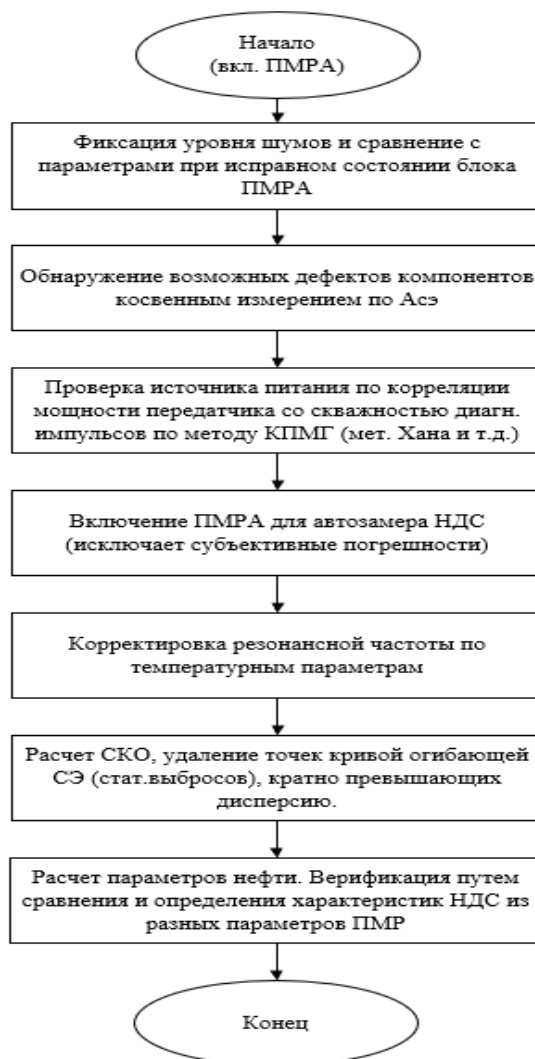 Начало
(вкл. ПМРА)
Фиксация уровня шумов и сравнение с
параметрами при исправном состоянии блока
ПМРА
Обнаружение возможных дефектов компонентов
косвенным измерением по Асэ
Проверка источника питания по корреляции
мощности передатчика со скважностью диагн.
импульсов по методу КПМГ (мет. Хана и т.д.)
Включение ПМРА для автозамера НДС
(исключает субъективные погрешности)
Корректировка резонансной частоты по
температурным параметрам
Расчет СКО, удаление точек кривой огибающей
СЭ (стат.выбросов), кратно превышающих
дисперсию.
Расчет параметров нефти. Верификация путем
сравнения и определения характеристик НДС из
разных параметров ПМР
Конец